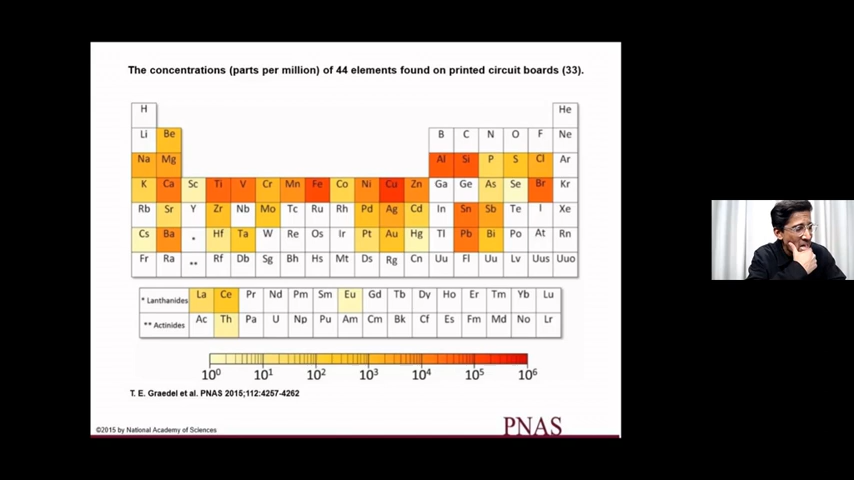 The concentrations (parts per million) of 44 elements found on printed circuit boards (33).
H He
Li Be B C N O F Ne
Na Mg Al Si P S Cl Ar
K Ca Sc Ti V Cr Mn Fe Co Ni Cu Zn Ga Ge As Se Br Kr
Rb Sr Y Zr Nb Mo Tc Ru Rh Pd Ag Cd In Sn Sb Te I Xe
Cs Ba * Hf Ta W Re Os Ir Pt Au Hg Tl Pb Bi Po At Rn
Fr Ra ** Rf Db Sg Bh Hs Mt Ds Rg Cn Uu Fl Uu Lv Uus Uuo
* Lanthanides La Ce Pr Nd Pm Sm Eu Gd Tb Dy Ho Er Tm Yb Lu
** Actinides Ac Th Pa U Np Pu Am Cm Bk Cf Es Fm Md No Lr
10⁰ 10¹ 10² 10³ 10⁴ 10⁵ 10⁶
T. E. Graedel et al. PNAS 2015;112:4257-4262
©2015 by National Academy of Sciences
PNAS